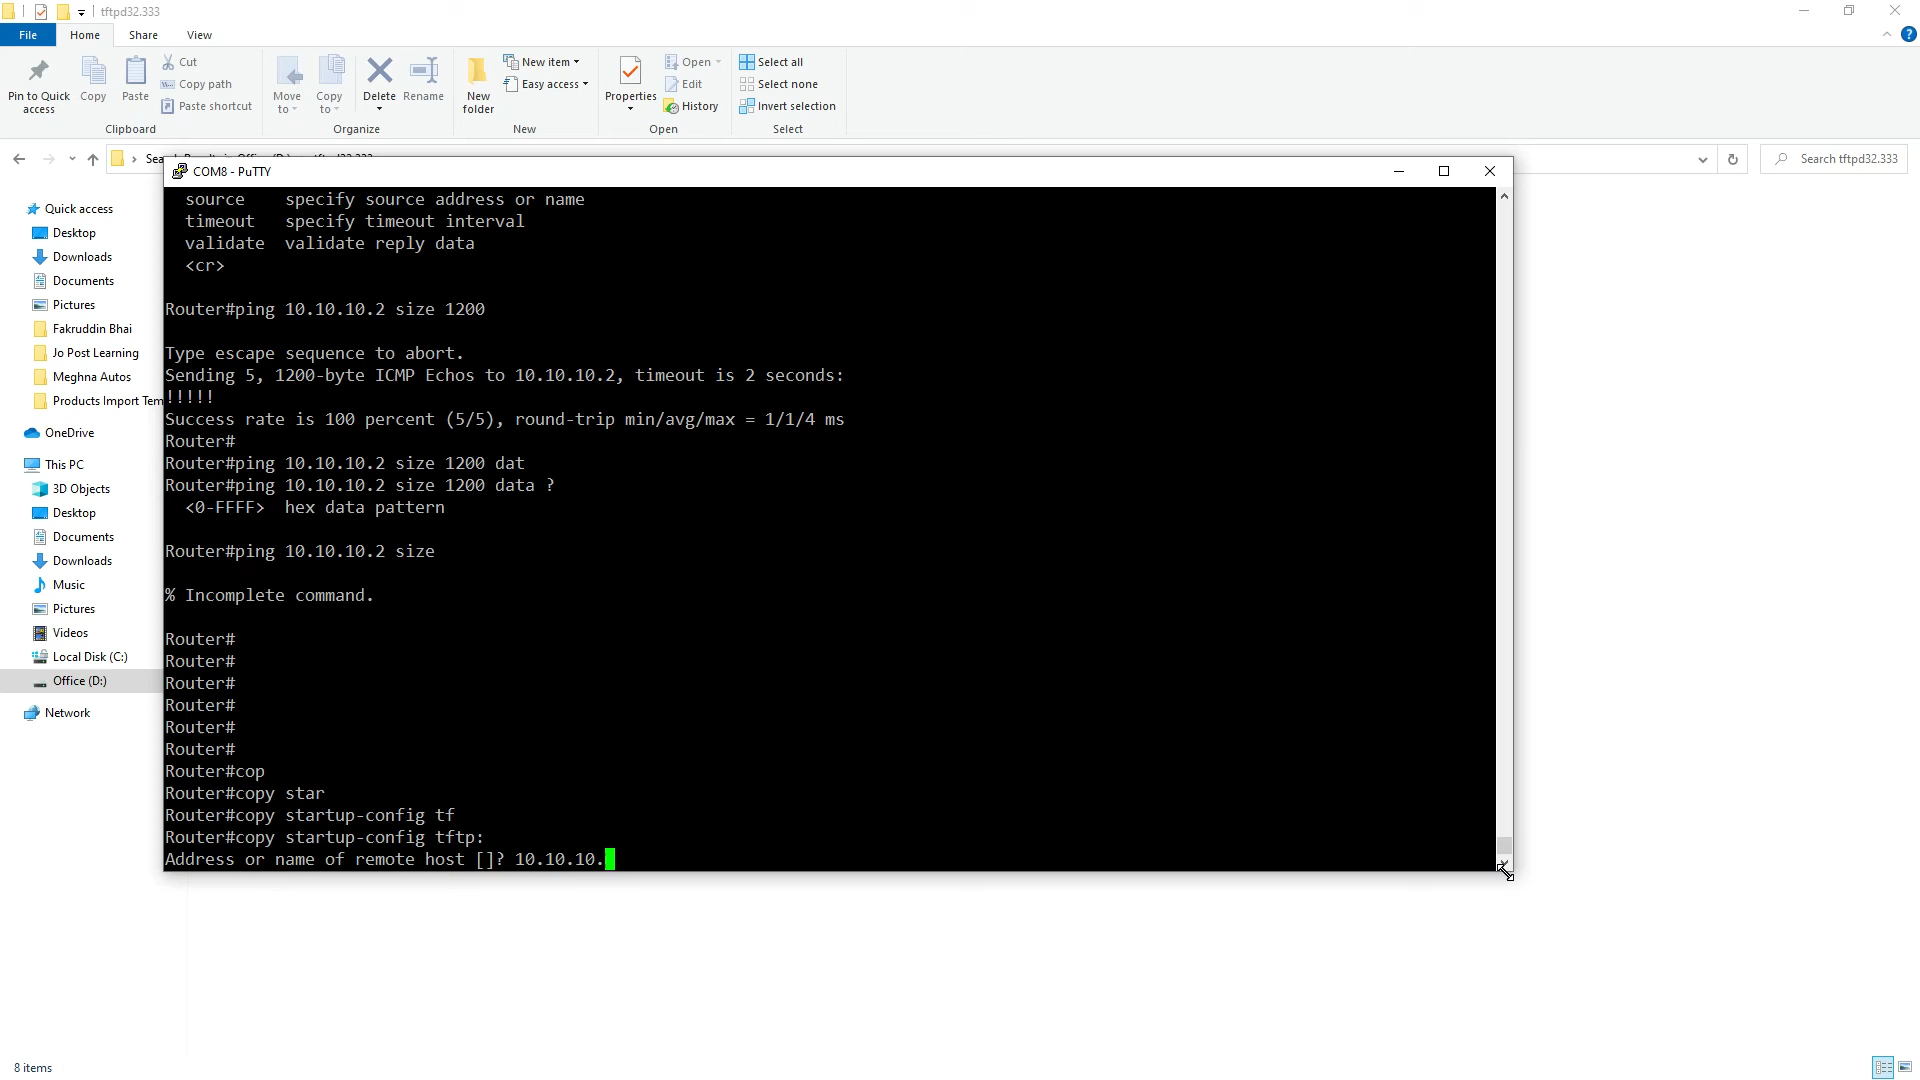 tftpd32.333
File Home Share View
Pin to Quick access
Copy
Paste
Cut
Copy path
Paste shortcut
Clipboard
Move to
Copy to
Delete
Rename
Organize
New folder
New item
Easy access
New
Properties
Open
Edit
History
Open
Select all
Select none
Invert selection
Select
Search tftpd32.333
COM8 - PuTTY
Quick access
Desktop
Downloads
Documents
Pictures
Fakruddin Bhai
Jo Post Learning
Meghna Autos
Products Import Tem
OneDrive
This PC
3D Objects
Desktop
Documents
Downloads
Music
Pictures
Videos
Local Disk (C:)
Office (D:)
Network
source    specify source address or name
timeout   specify timeout interval
validate  validate reply data
<cr>
Router#ping 10.10.10.2 size 1200
Type escape sequence to abort.
Sending 5, 1200-byte ICMP Echos to 10.10.10.2, timeout is 2 seconds:
!!!!!
Success rate is 100 percent (5/5), round-trip min/avg/max = 1/1/4 ms
Router#
Router#ping 10.10.10.2 size 1200 dat
Router#ping 10.10.10.2 size 1200 data ?
<0-FFFF>  hex data pattern
Router#ping 10.10.10.2 size
% Incomplete command.
Router#
Router#
Router#
Router#
Router#
Router#
Router#cop
Router#copy star
Router#copy startup-config tf
Router#copy startup-config tftp:
Address or name of remote host []? 10.10.10.
8 items